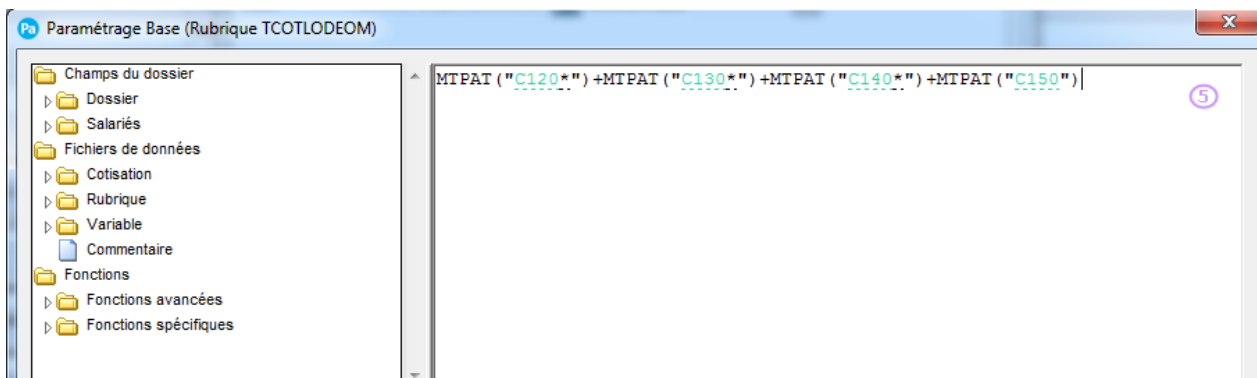 Pa Paramétrage Base (Rubrique TCOTLODEOM)
x
Champs du dossier
Dossier
Salariés
Fichiers de données
Cotisation
Rubrique
Variable
Commentaire
Fonctions
Fonctions avancées
Fonctions spécifiques
MTPAT("C120*")+MTPAT("C130*")+MTPAT("C140*")+MTPAT("C150")
5